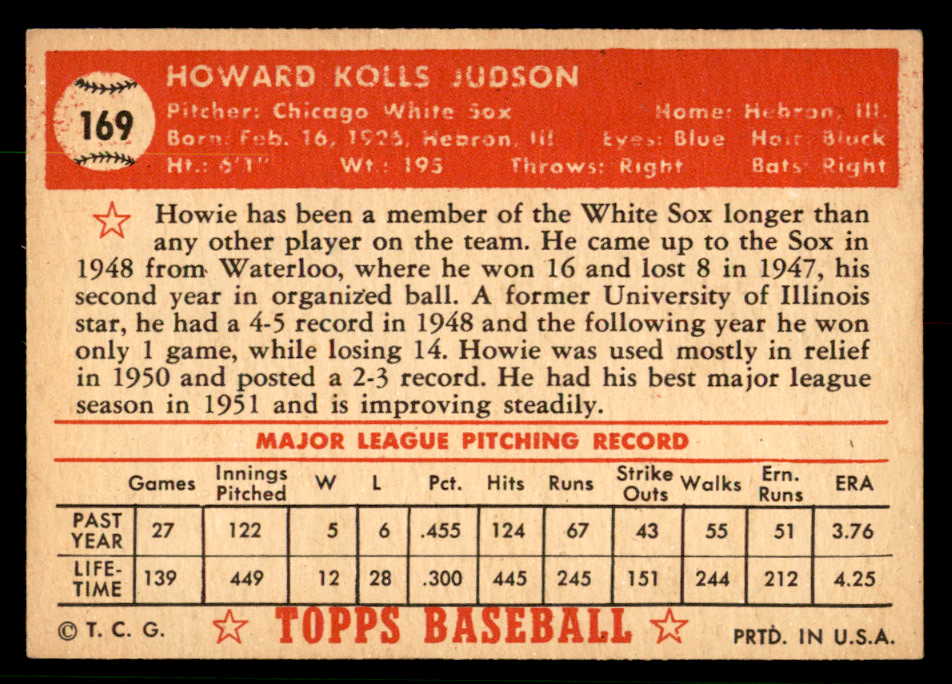 169
HOWARD KOLLS JUDSON
Pitcher: Chicago White Sox Home: Hebron, Ill.
Born: Feb. 16, 1926, Hebron, Ill Eyes: Blue Hair: Black
Ht.: 6'1" Wt.: 195 Throws: Right Bats: Right
Howie has been a member of the White Sox longer than
any other player on the team. He came up to the Sox in
1948 from Waterloo, where he won 16 and lost 8 in 1947, his
second year in organized ball. A former University of Illinois
star, he had a 4-5 record in 1948 and the following year he won
only 1 game, while losing 14. Howie was used mostly in relief
in 1950 and posted a 2-3 record. He had his best major league
season in 1951 and is improving steadily.
MAJOR LEAGUE PITCHING RECORD
Games Innings Pitched W L Pct. Hits Runs Strike Outs Walks Ern. Runs ERA
PAST YEAR 27 122 5 6 .455 124 67 43 55 51 3.76
LIFE-TIME 139 449 12 28 .300 445 245 151 244 212 4.25
© T. C. G. TOPPS BASEBALL PRTD. IN U.S.A.